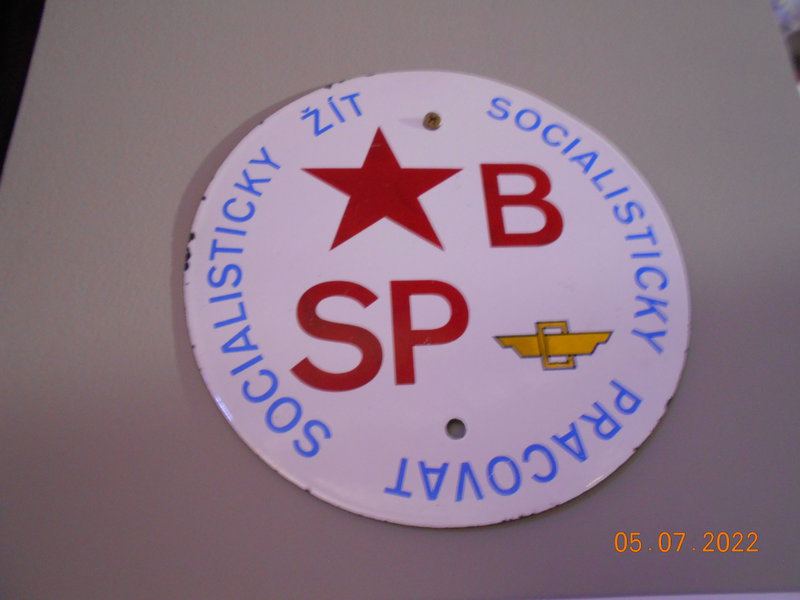 SOCIALISTICKY PRACOVAT
SOCIALISTICKY ŽÍT
B
SP
05.07.2022